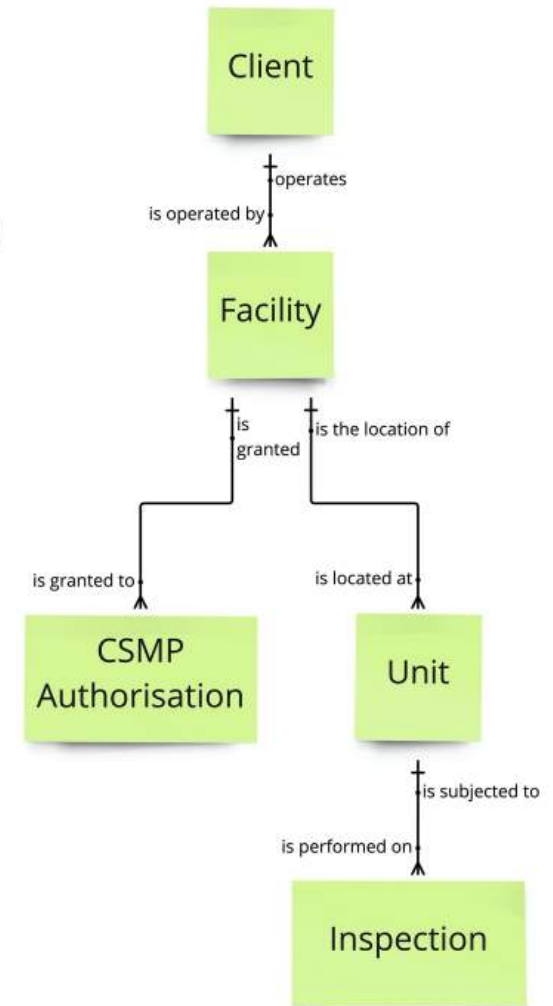 Client
operates
is operated by
Facility
is
granted
is the location of
is granted to
is located at
CSMP
Authorisation
Unit
is subjected to
is performed on
Inspection